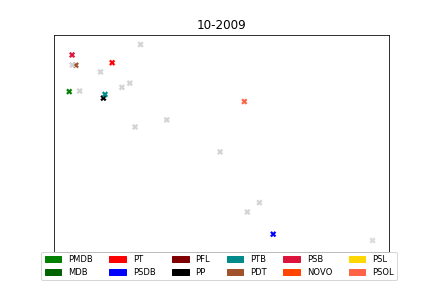 10-2009
PMDB PT PFL PTB PSB PSL
MDB PSDB PP PDT NOVO PSOL